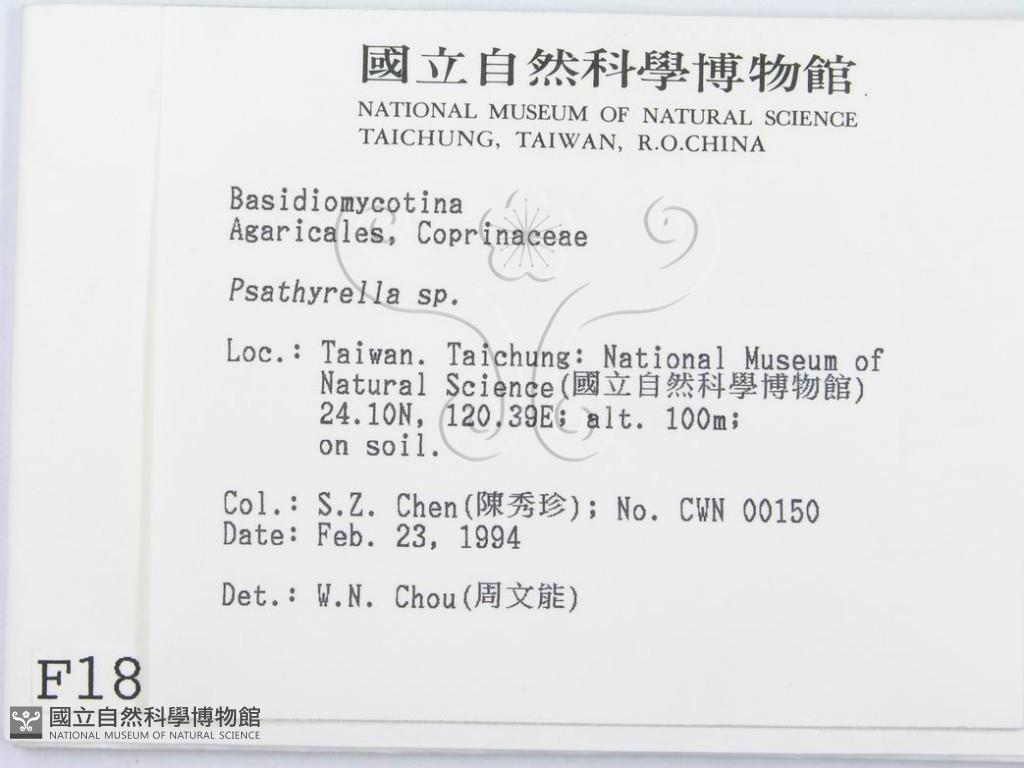 國立自然科學博物館
NATIONAL MUSEUM OF NATURAL SCIENCE
TAICHUNG, TAIWAN, R.O.CHINA
Basidiomycotina
Agaricales, Coprinaceae
Psathyrella sp.
Loc.: Taiwan. Taichung: National Museum of
Natural Science(國立自然科學博物館)
24.10N, 120.39E; alt. 100m;
on soil.
Col.: S.Z. Chen(陳秀珍); No. CWN 00150
Date: Feb. 23, 1994
Det.: W.N. Chou(周文能)
F18
國立自然科學博物館
NATIONAL MUSEUM OF NATURAL SCIENCE